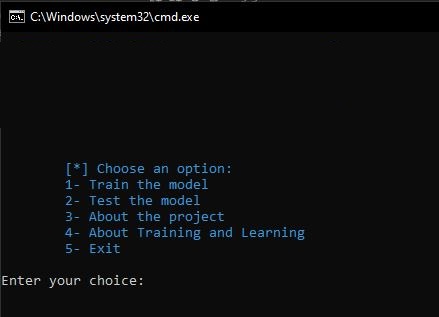 C:\Windows\system32\cmd.exe
[*] Choose an option:
1- Train the model
2- Test the model
3- About the project
4- About Training and Learning
5- Exit
Enter your choice: